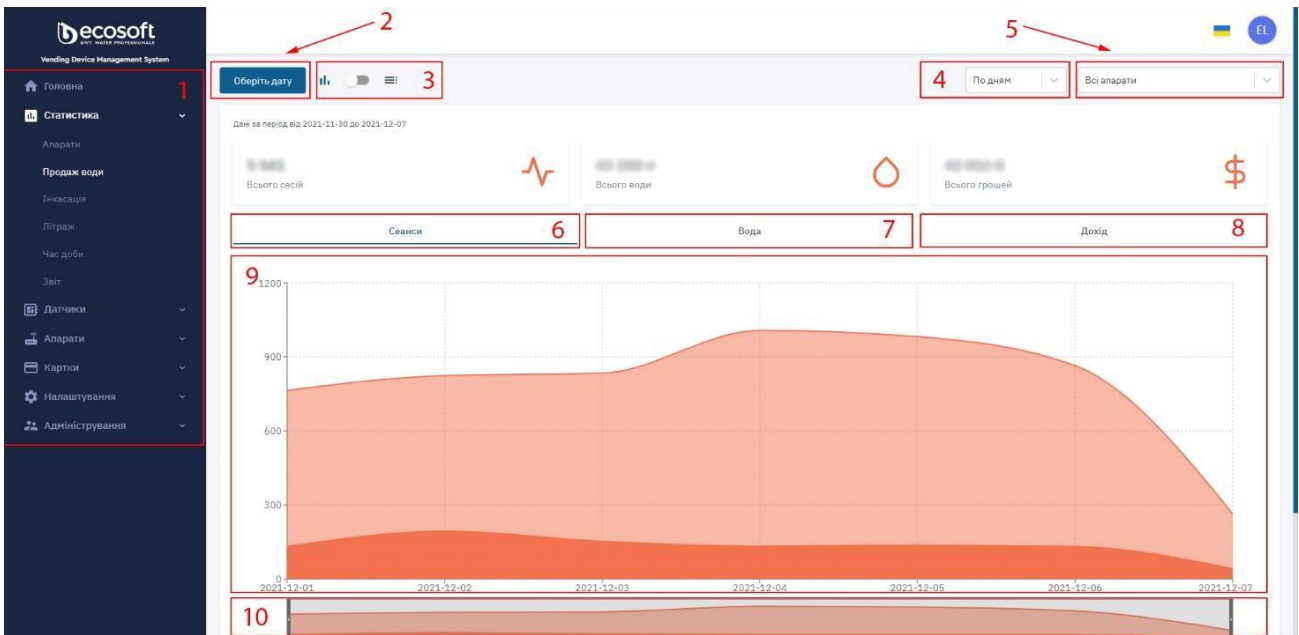 ecosoft
BWT WATER PROFESSIONALS
Vending Device Management System
1
Головна
Статистика
Апарати
Продаж води
Інкасація
Літраж
Час доби
Звіт
Датчики
Апарати
Картки
Налаштування
Адміністрування
2
5
EL
Оберіть дату
3
4
По дням
Всі апарати
Дані за період від 2021-11-30 до 2021-12-07
Всього сесій
Всього води
Всього грошей
Сеанси
6
Вода
7
Дохід
8
9
1200
900
600
300
0
2021-12-01
2021-12-02
2021-12-03
2021-12-04
2021-12-05
2021-12-06
2021-12-07
10